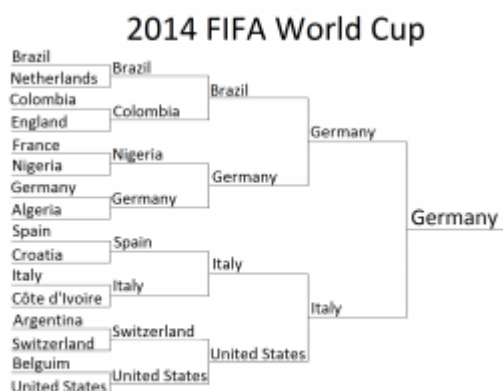 2014 FIFA World Cup
Brazil
Netherlands
Colombia
England
France
Nigeria
Germany
Algeria
Spain
Croatia
Italy
Côte d'Ivoire
Argentina
Switzerland
Belguim
United States
Brazil
Colombia
Nigeria
Germany
Spain
Italy
Switzerland
United States
Brazil
Germany
Italy
United States
Germany
Italy
Germany